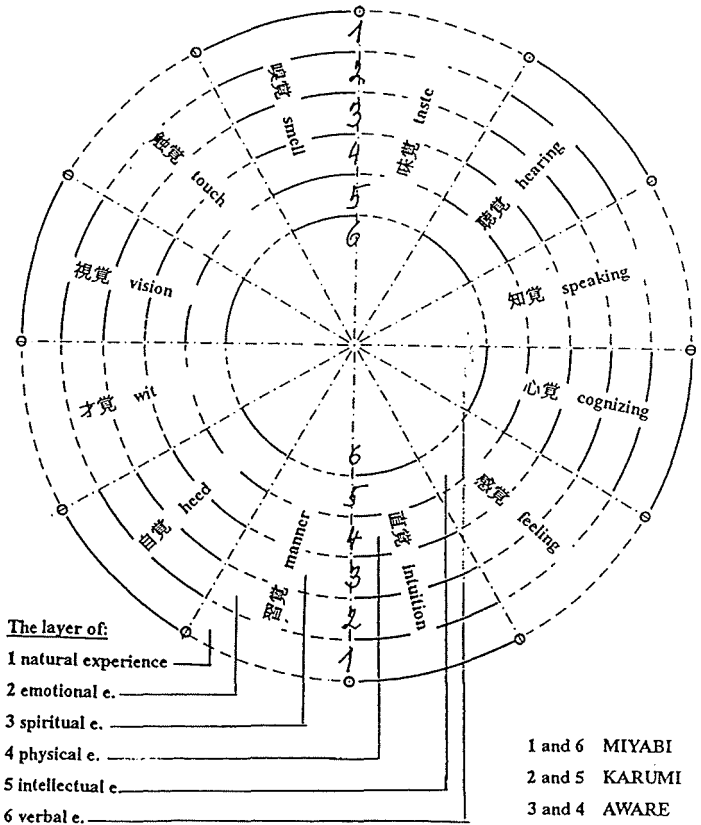 1
2
3
4
5
6
嗅覚 smell
味覚 taste
触覚 touch
聴覚 hearing
視覚 vision
知覚 speaking
才覚 wit
心覚 cognizing
自覚 heed
感覚 feeling
習覚 manner
直覚 intuition
6
5
4
3
2
1
The layer of:
1 natural experience
2 emotional e.
3 spiritual e.
4 physical e.
5 intellectual e.
6 verbal e.
1 and 6 MIYABI
2 and 5 KARUMI
3 and 4 AWARE